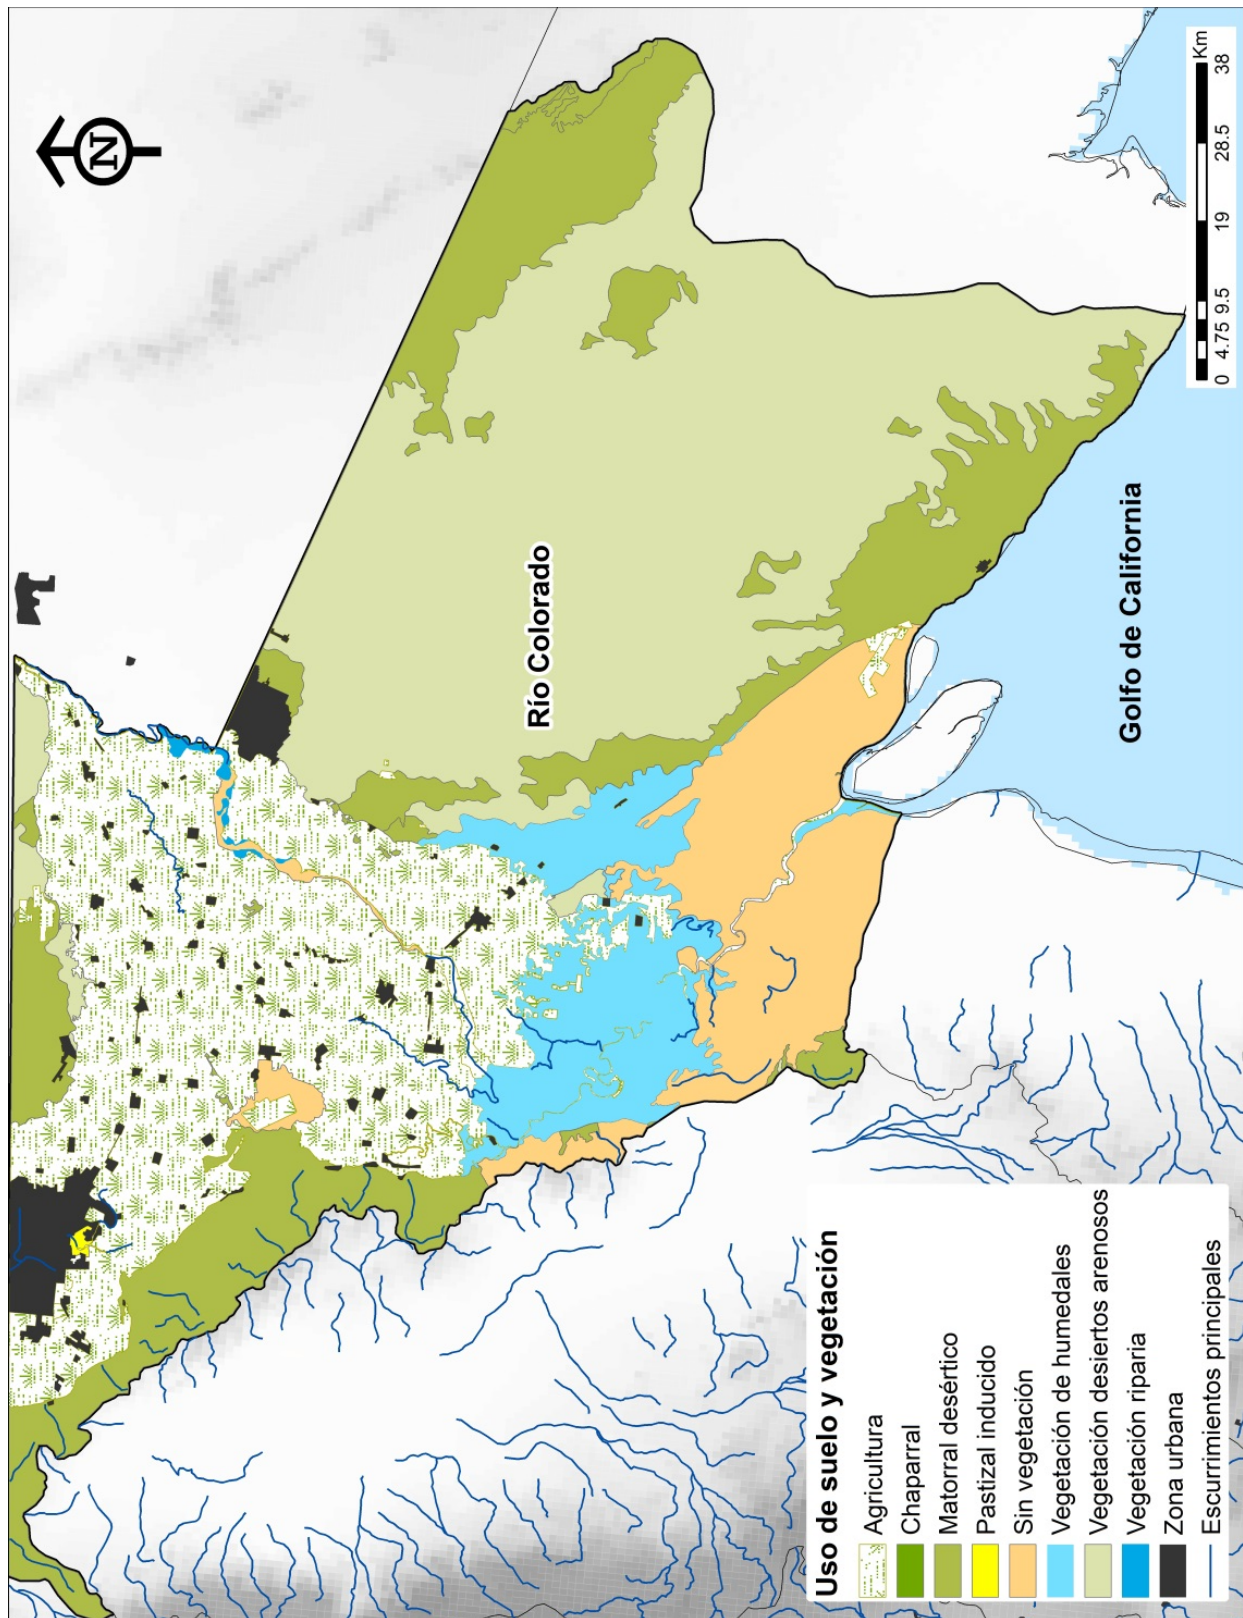 N
Río Colorado
Golfo de California
Uso de suelo y vegetación
Agricultura
Chaparral
Matorral desértico
Pastizal inducido
Sin vegetación
Vegetación de humedales
Vegetación desiertos arenosos
Vegetación riparia
Zona urbana
Escurrimientos principales
0 4.75 9.5 19 28.5 38
Km